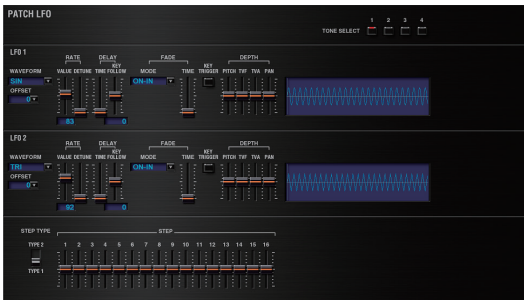 PATCH LFO
TONE SELECT 1 2 3 4
LFO 1
RATE DELAY FADE DEPTH
KEY KEY
WAVEFORM VALUE DETUNE TIME FOLLOW MODE TIME TRIGGER PITCH TVF TVA PAN
SIN ON-IN
OFFSET
0
83 0
LFO 2
RATE DELAY FADE DEPTH
KEY KEY
WAVEFORM VALUE DETUNE TIME FOLLOW MODE TIME TRIGGER PITCH TVF TVA PAN
TRI ON-IN
OFFSET
0
92 0
STEP TYPE STEP
TYPE 2 1 2 3 4 5 6 7 8 9 10 11 12 13 14 15 16
TYPE 1